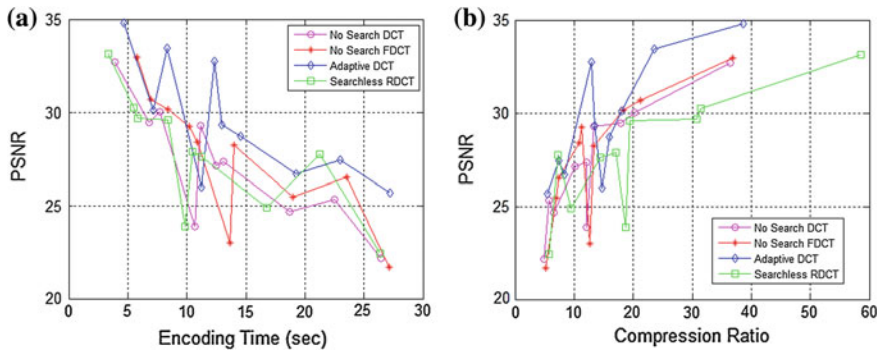 (a)
35
30
25
20
PSNR
0 5 10 15 20 25 30
Encoding Time (sec)
No Search DCT
No Search FDCT
Adaptive DCT
Searchless RDCT
(b)
35
30
25
20
PSNR
0 10 20 30 40 50 60
Compression Ratio
No Search DCT
No Search FDCT
Adaptive DCT
Searchless RDCT